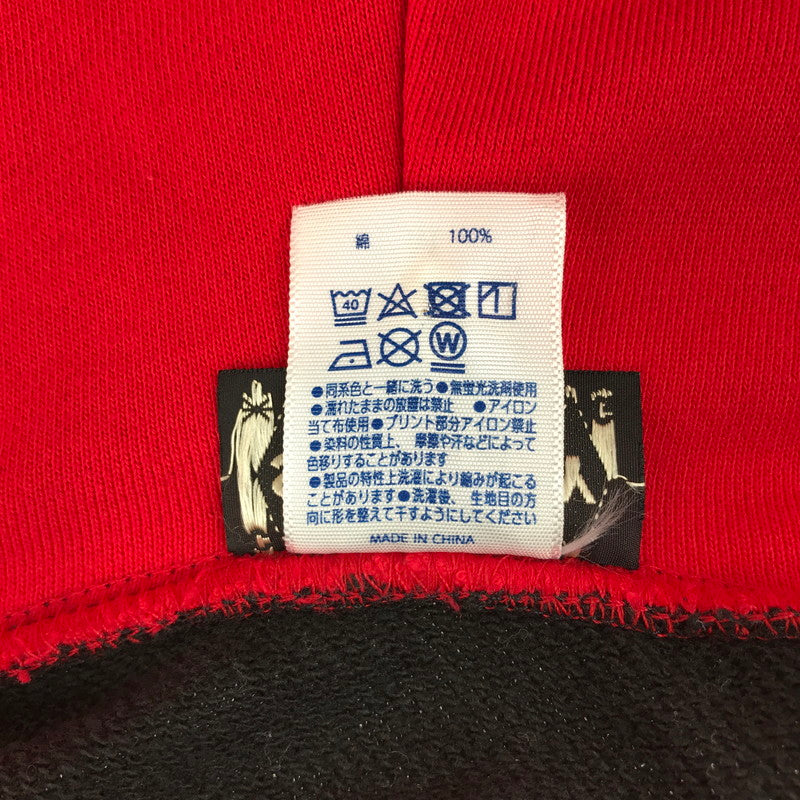 綿 100%
40
W
●同系色と一緒に洗う●無蛍光洗剤使用
●濡れたままの放置は禁止 ●アイロン
当て布使用●プリント部分アイロン禁止
●染料の性質上、摩擦や汗などによって
色移りすることがあります
●製品の特性上洗濯により縮みが起こる
ことがあります●洗濯後、生地目の方
向に形を整えて干すようにしてください
MADE IN CHINA